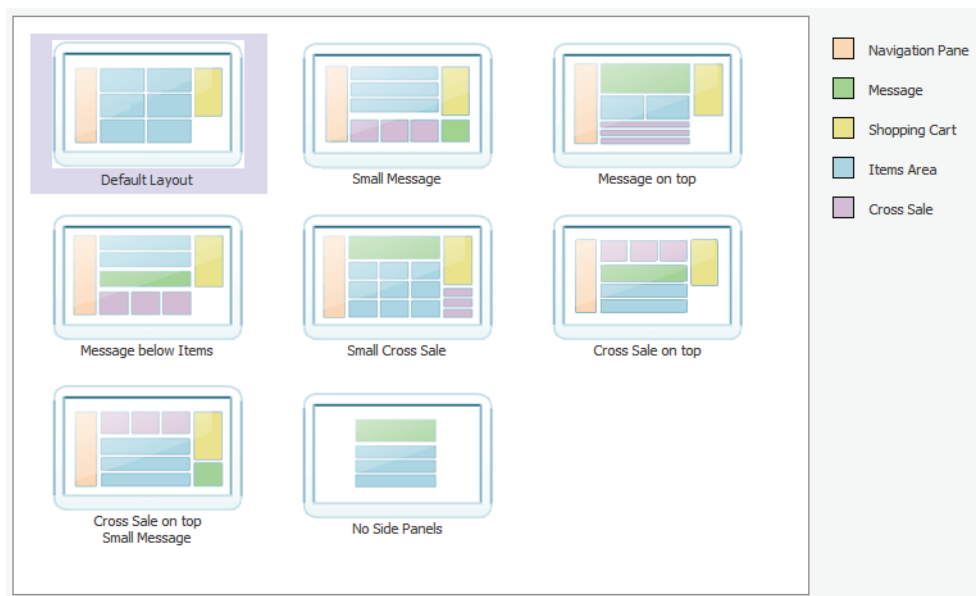 Default Layout
Small Message
Message on top
Message below Items
Small Cross Sale
Cross Sale on top
Cross Sale on top
Small Message
No Side Panels
Navigation Pane
Message
Shopping Cart
Items Area
Cross Sale